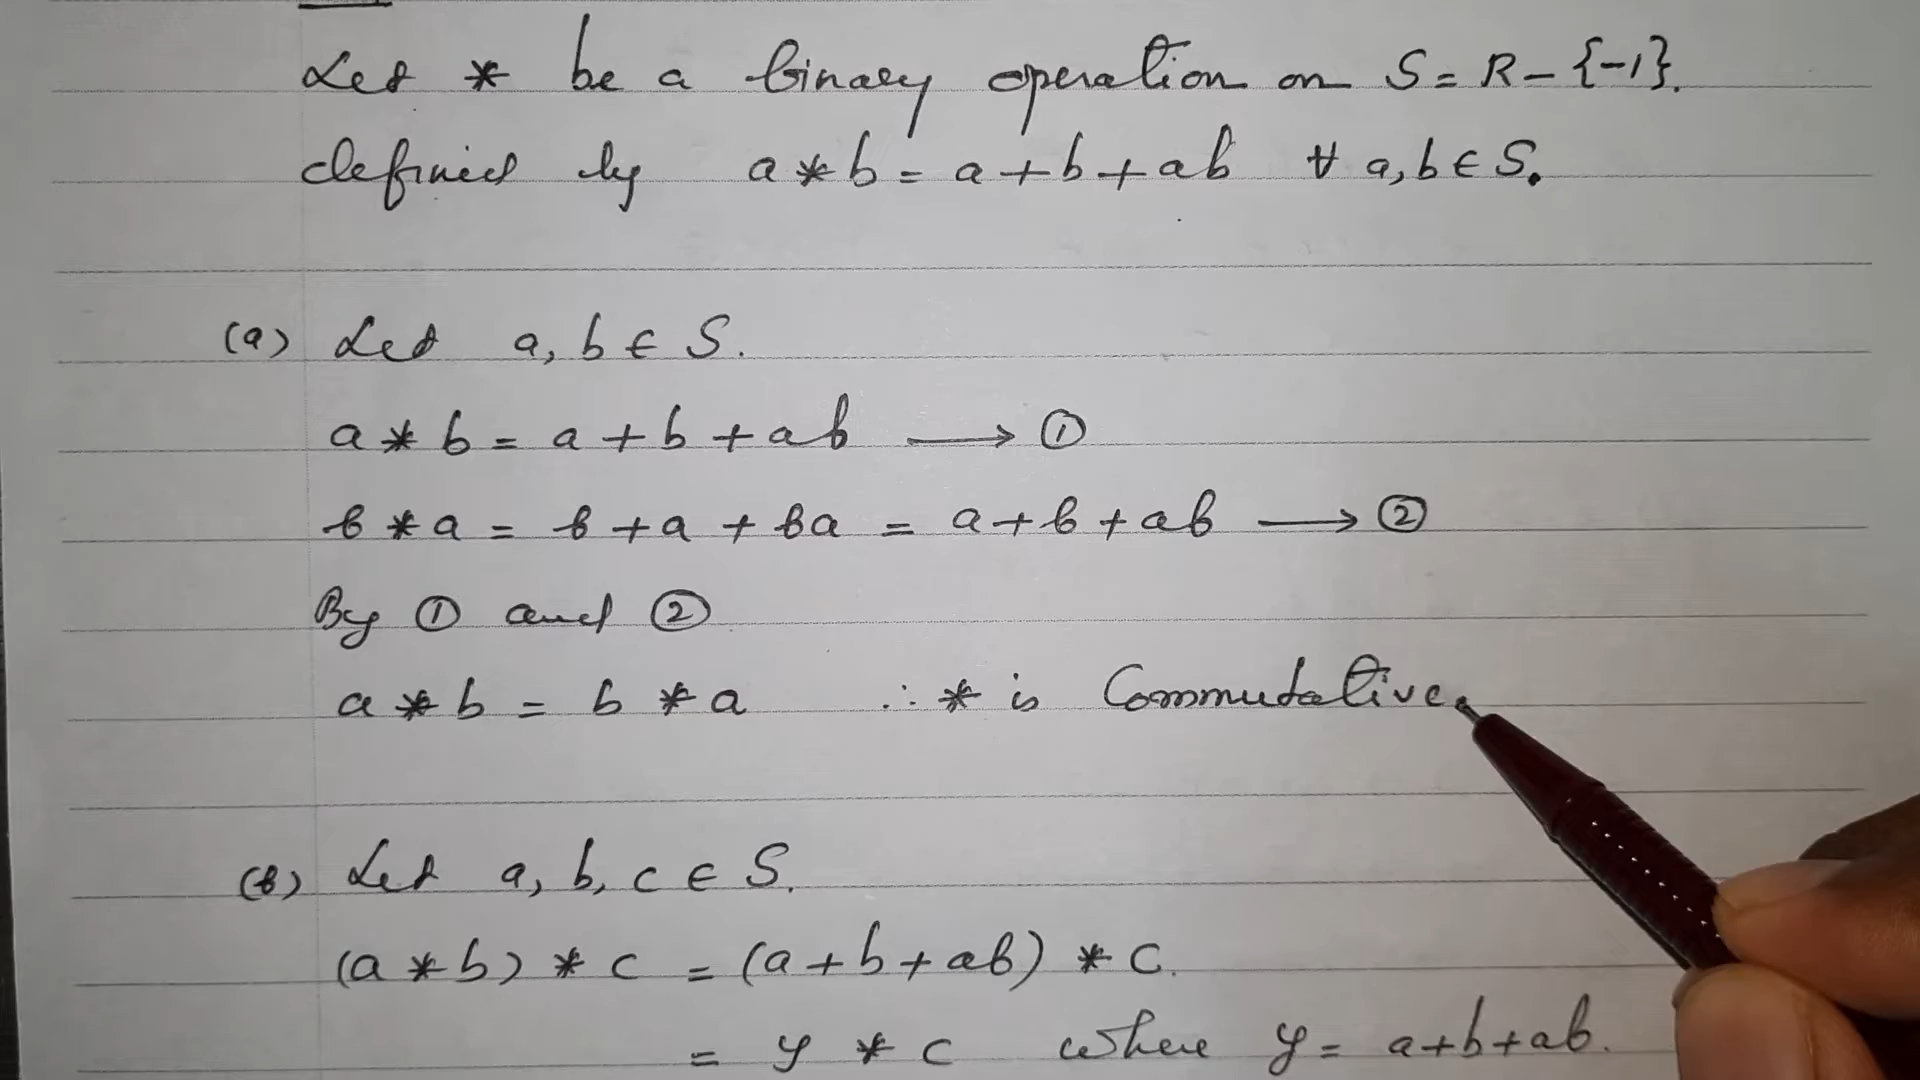 Let * be a binary operation on S = R - {-1}.
defined by a * b = a + b + ab ∀ a, b ∈ S.
(a) Let a, b ∈ S.
a * b = a + b + ab ⟶ ①
b * a = b + a + ba = a + b + ab ⟶ ②
By ① and ②
a * b = b * a ∴ * is Commutative.
(b) Let a, b, c ∈ S.
(a * b) * c = (a + b + ab) * c.
= y * c where y = a + b + ab.